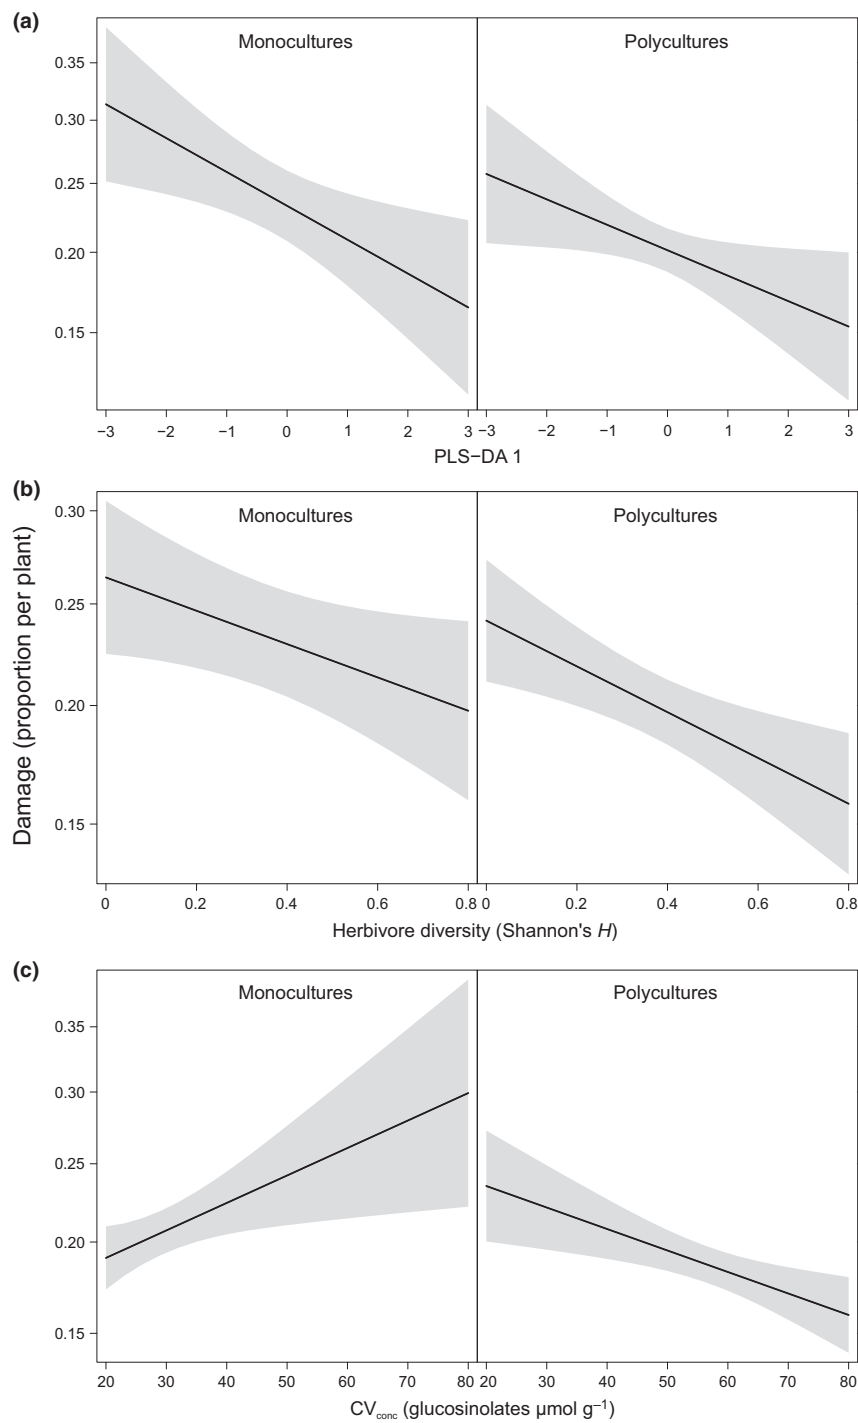 (a)
Monocultures
Polycultures
0.35
0.30
0.25
0.20
0.15
−3 −2 −1 0 1 2 3 −3 −2 −1 0 1 2 3
PLS−DA 1
(b)
Monocultures
Polycultures
0.30
0.25
0.20
0.15
0 0.2 0.4 0.6 0.8 0 0.2 0.4 0.6 0.8
Herbivore diversity (Shannon's H)
Damage (proportion per plant)
(c)
Monocultures
Polycultures
0.35
0.30
0.25
0.20
0.15
20 30 40 50 60 70 80 20 30 40 50 60 70 80
CVconc (glucosinolates µmol g⁻¹)